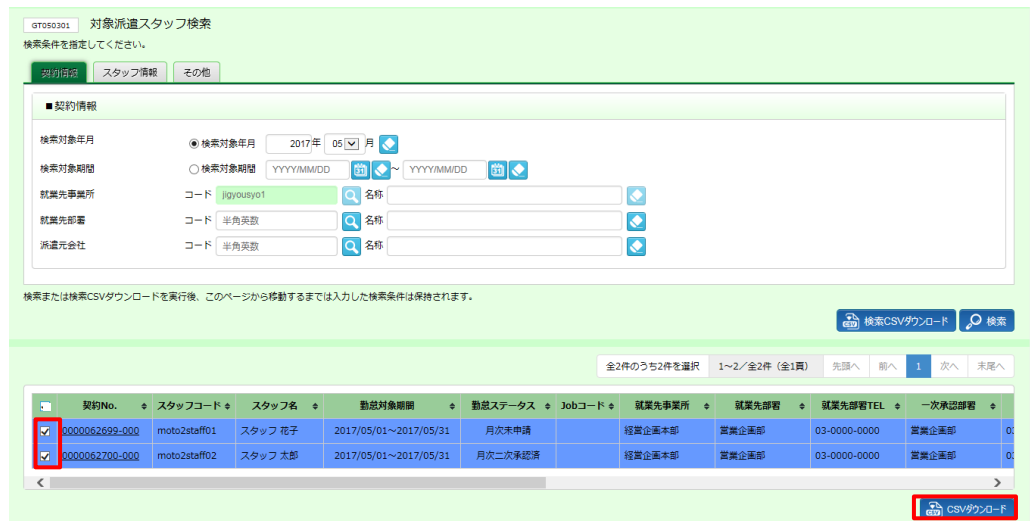 GT050301 対象派遣スタッフ検索
検索条件を指定してください。
契約情報 スタッフ情報 その他
■契約情報
検索対象年月 検索対象年月 2017年 05 月
検索対象期間 検索対象期間 YYYY/MM/DD ～ YYYY/MM/DD
就業先事業所 コード jigyousyo1 名称
就業先部署 コード 半角英数 名称
派遣元会社 コード 半角英数 名称
検索または検索CSVダウンロードを実行後、このページから移動するまでは入力した検索条件は保持されます。
CSV 検索CSVダウンロード 検索
全2件のうち2件を選択 1～2／全2件（全1頁） 先頭へ 前へ 1 次へ 末尾へ
契約No. スタッフコード スタッフ名 勤怠対象期間 勤怠ステータス Jobコード 就業先事業所 就業先部署 就業先部署TEL 一次承認部署
0000062699-000 moto2staff01 スタッフ 花子 2017/05/01～2017/05/31 月次未申請 経営企画本部 営業企画部 03-0000-0000 営業企画部 03
0000062700-000 moto2staff02 スタッフ 太郎 2017/05/01～2017/05/31 月次二次承認済 経営企画本部 営業企画部 03-0000-0000 営業企画部 03
CSV CSVダウンロード